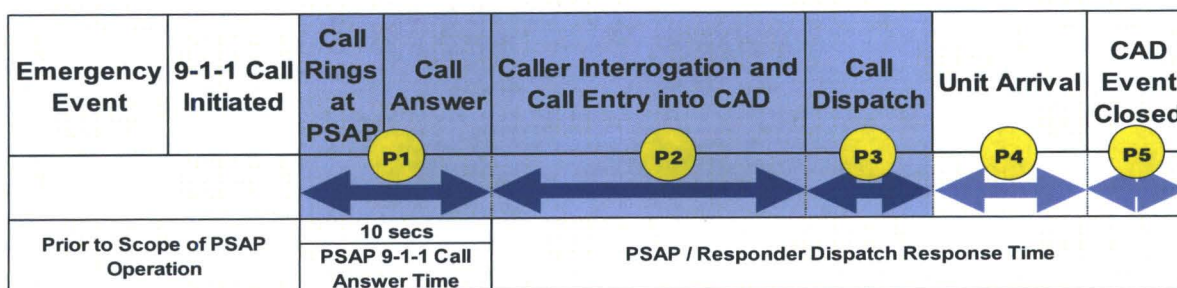 Emergency
Event
9-1-1 Call
Initiated
Call
Rings
at
PSAP
Call
Answer
Caller Interrogation and
Call Entry into CAD
Call
Dispatch
Unit Arrival
CAD
Event
Closed
P1
P2
P3
P4
P5
Prior to Scope of PSAP
Operation
10 secs
PSAP 9-1-1 Call
Answer Time
PSAP / Responder Dispatch Response Time